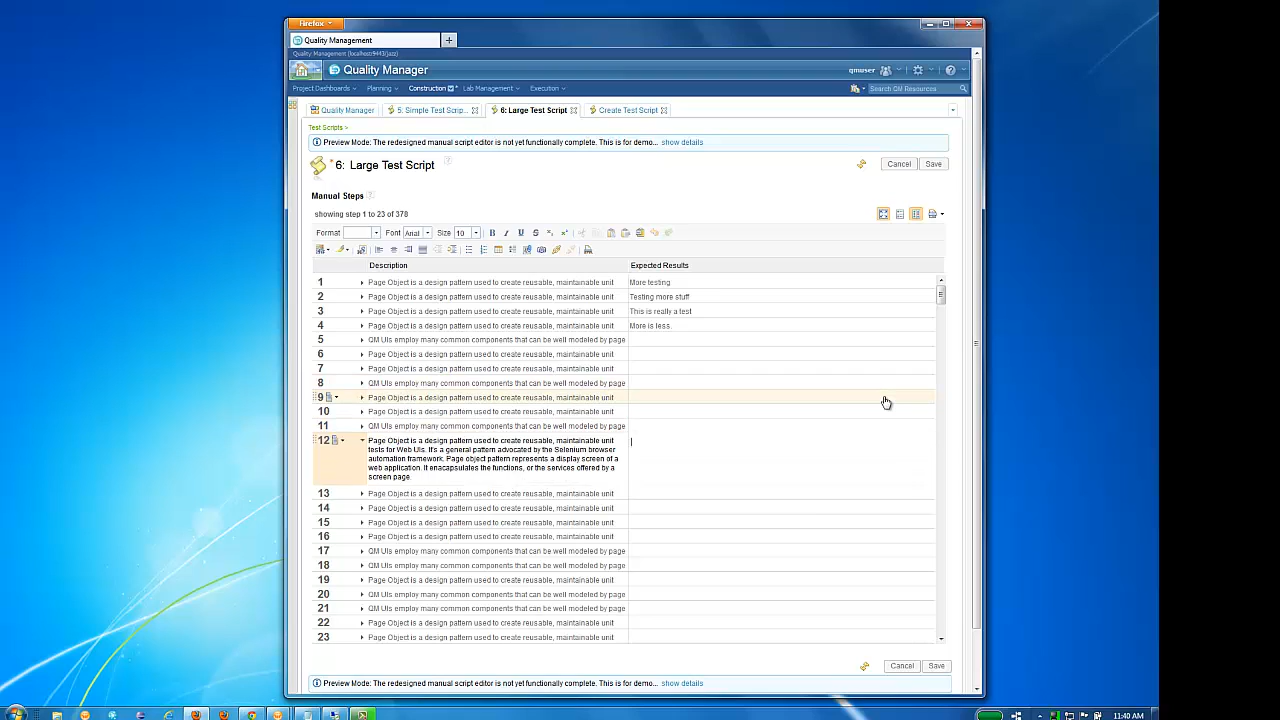 Firefox
Quality Management
Quality Management (localhost:9443/jazz)
Quality Manager
qmuser
Project Dashboards Planning Construction Lab Management Execution
Search QM Resources
Quality Manager 5: Simple Test Scrip... 6: Large Test Script Create Test Script
Test Scripts >
Preview Mode: The redesigned manual script editor is not yet functionally complete. This is for demo... show details
6: Large Test Script
Cancel Save
Manual Steps
showing step 1 to 23 of 378
Format Font Arial Size 10 B I U S
Description Expected Results
1 Page Object is a design pattern used to create reusable, maintainable unit More testing
2 Page Object is a design pattern used to create reusable, maintainable unit Testing more stuff
3 Page Object is a design pattern used to create reusable, maintainable unit This is really a test
4 Page Object is a design pattern used to create reusable, maintainable unit More is less.
5 QM UIs employ many common components that can be well modeled by page
6 Page Object is a design pattern used to create reusable, maintainable unit
7 Page Object is a design pattern used to create reusable, maintainable unit
8 QM UIs employ many common components that can be well modeled by page
9 Page Object is a design pattern used to create reusable, maintainable unit
10 Page Object is a design pattern used to create reusable, maintainable unit
11 QM UIs employ many common components that can be well modeled by page
12 Page Object is a design pattern used to create reusable, maintainable unit
tests for Web UIs. It's a general pattern advocated by the Selenium browser
automation framework. Page object pattern represents a display screen of a
web application. It enacapsulates the functions, or the services offered by a
screen page.
13 Page Object is a design pattern used to create reusable, maintainable unit
14 Page Object is a design pattern used to create reusable, maintainable unit
15 Page Object is a design pattern used to create reusable, maintainable unit
16 Page Object is a design pattern used to create reusable, maintainable unit
17 QM UIs employ many common components that can be well modeled by page
18 QM UIs employ many common components that can be well modeled by page
19 Page Object is a design pattern used to create reusable, maintainable unit
20 QM UIs employ many common components that can be well modeled by page
21 QM UIs employ many common components that can be well modeled by page
22 Page Object is a design pattern used to create reusable, maintainable unit
23 Page Object is a design pattern used to create reusable, maintainable unit
Cancel Save
Preview Mode: The redesigned manual script editor is not yet functionally complete. This is for demo... show details
11:40 AM